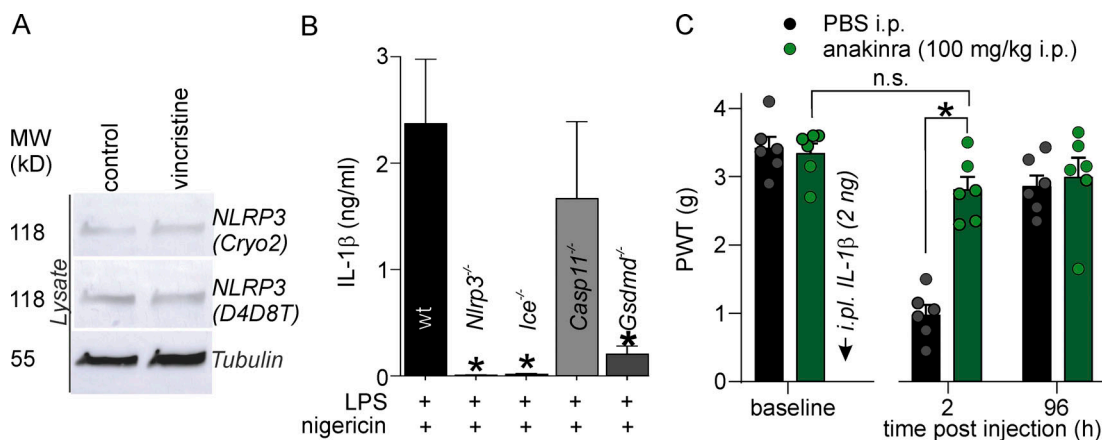 A
MW
(kD)
control
vincristine
118
NLRP3
(Cryo2)
118
NLRP3
(D4D8T)
55
Tubulin
Lysate
B
IL-1β (ng/ml)
3
2
1
0
wt
Nlrp3-/-
Ice-/-
Casp11-/-
Gsdmd-/-
*
*
*
LPS + + + + +
nigericin + + + + +
C
PBS i.p.
anakinra (100 mg/kg i.p.)
n.s.
*
PWT (g)
4
3
2
1
0
i.pl. IL-1β (2 ng)
baseline
2
96
time post injection (h)